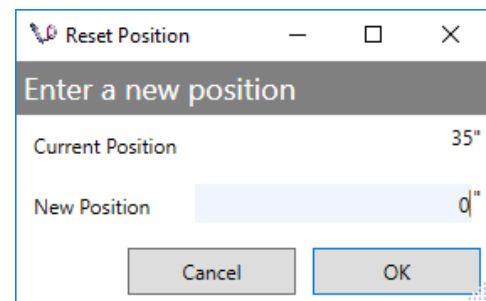 Reset Position
Enter a new position
Current Position 35"
New Position 0"
Cancel OK